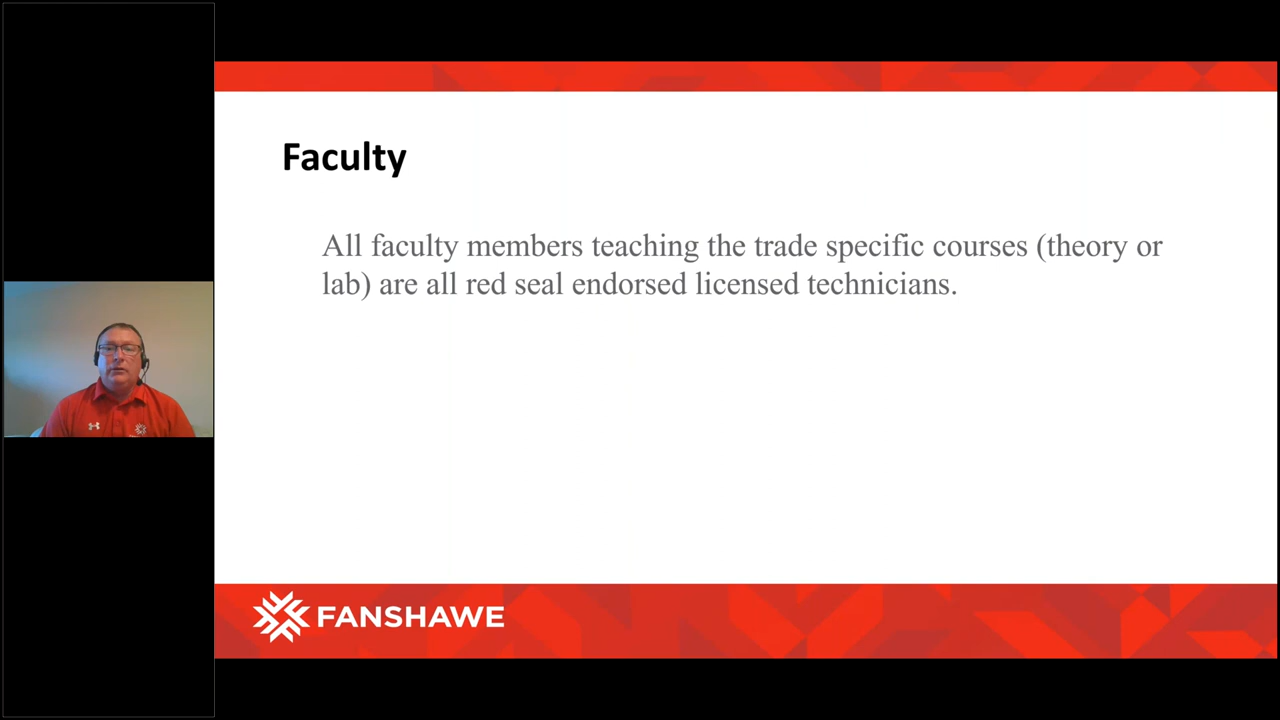 Faculty
All faculty members teaching the trade specific courses (theory or
lab) are all red seal endorsed licensed technicians.
FANSHAWE